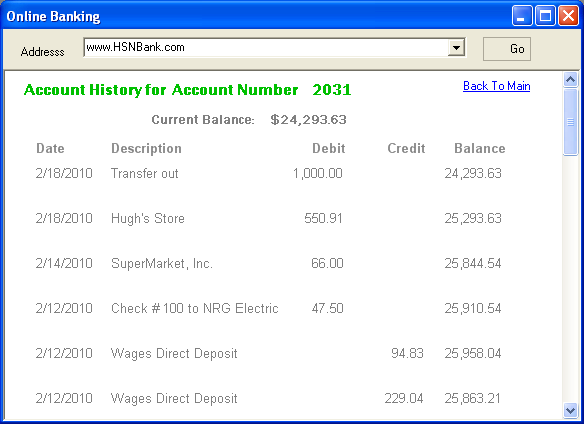 Online Banking
Addresss www.HSNBank.com Go
Account History for Account Number 2031 Back To Main
Current Balance: $24,293.63
Date Description Debit Credit Balance
2/18/2010 Transfer out 1,000.00 24,293.63
2/18/2010 Hugh's Store 550.91 25,293.63
2/14/2010 SuperMarket, Inc. 66.00 25,844.54
2/12/2010 Check #100 to NRG Electric 47.50 25,910.54
2/12/2010 Wages Direct Deposit 94.83 25,958.04
2/12/2010 Wages Direct Deposit 229.04 25,863.21